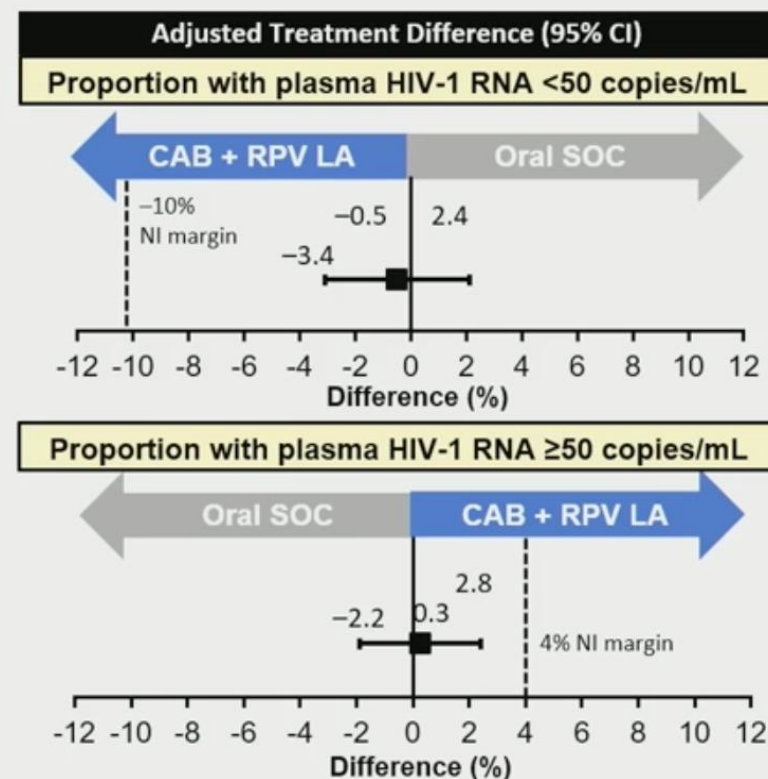 Adjusted Treatment Difference (95% CI)
Proportion with plasma HIV-1 RNA <50 copies/mL
CAB + RPV LA Oral SOC
–10%
NI margin
–0.5 2.4
–3.4
-12 -10 -8 -6 -4 -2 0 2 4 6 8 10 12
Difference (%)
Proportion with plasma HIV-1 RNA ≥50 copies/mL
Oral SOC CAB + RPV LA
2.8
–2.2 0.3
4% NI margin
-12 -10 -8 -6 -4 -2 0 2 4 6 8 10 12
Difference (%)